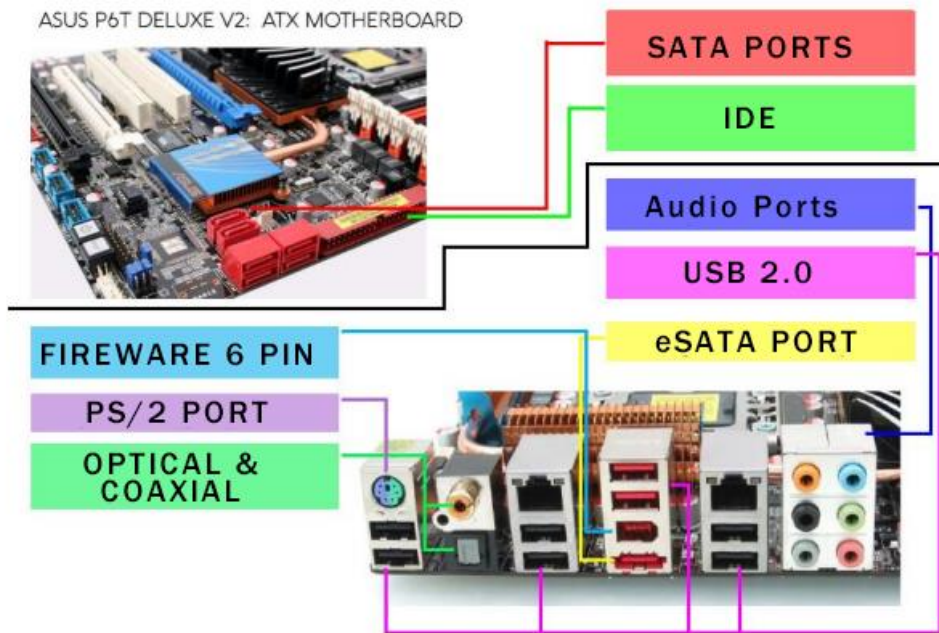 ASUS P6T DELUXE V2: ATX MOTHERBOARD
SATA PORTS
IDE
Audio Ports
USB 2.0
FIREWARE 6 PIN
eSATA PORT
PS/2 PORT
OPTICAL &
COAXIAL